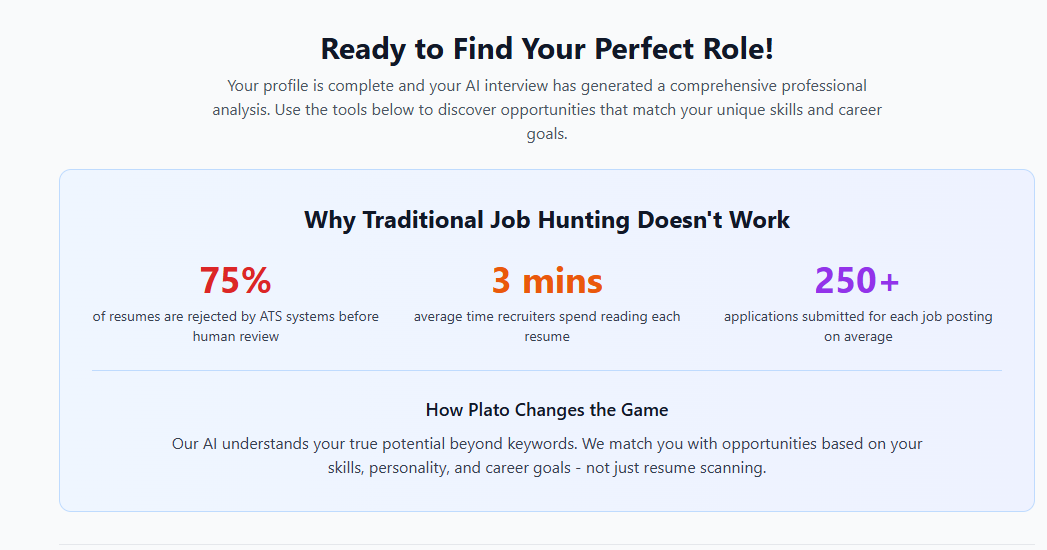 Ready to Find Your Perfect Role!
Your profile is complete and your AI interview has generated a comprehensive professional
analysis. Use the tools below to discover opportunities that match your unique skills and career
goals.
Why Traditional Job Hunting Doesn't Work
75%
of resumes are rejected by ATS systems before
human review
3 mins
average time recruiters spend reading each
resume
250+
applications submitted for each job posting
on average
How Plato Changes the Game
Our AI understands your true potential beyond keywords. We match you with opportunities based on your
skills, personality, and career goals - not just resume scanning.